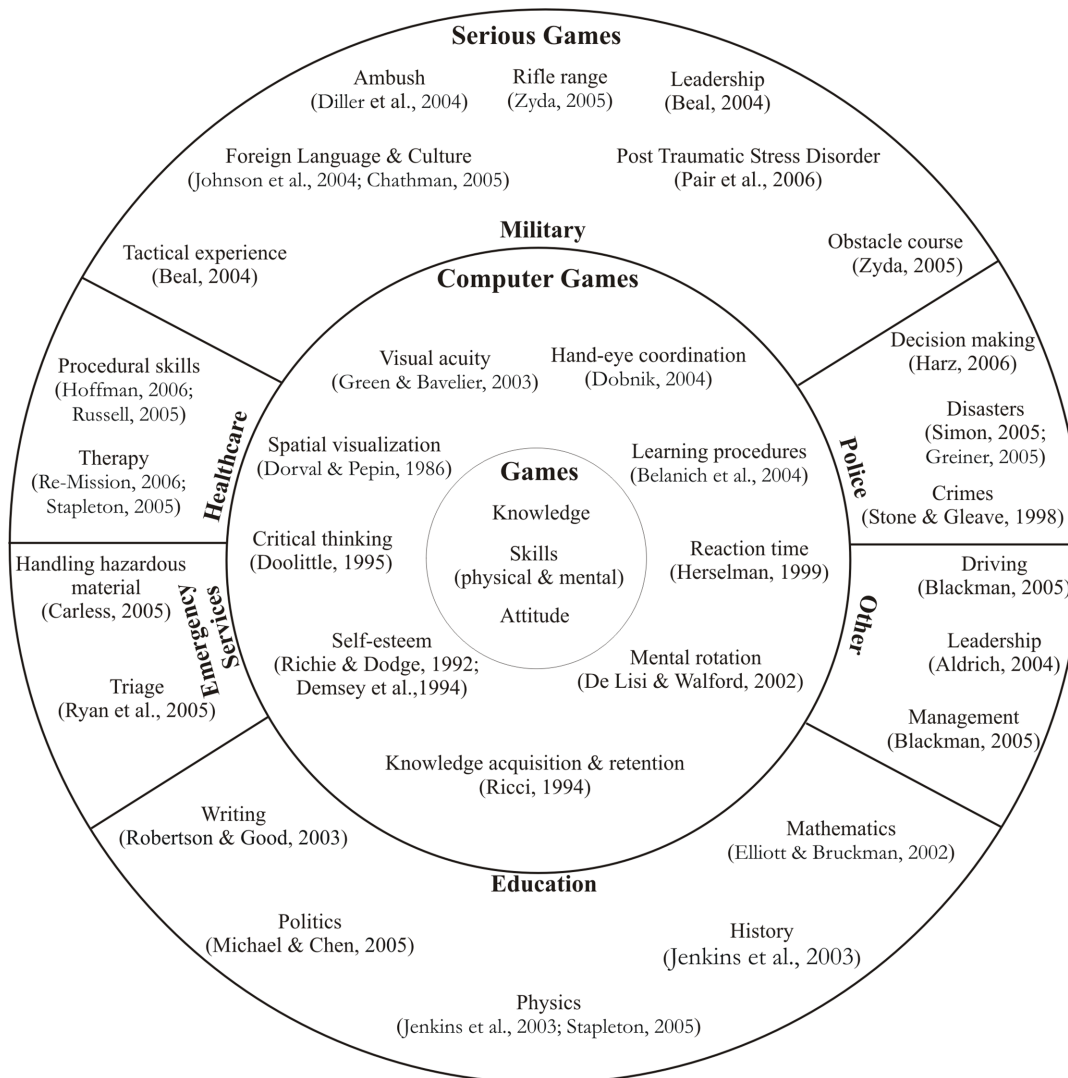 Serious Games
Ambush
(Diller et al., 2004)
Rifle range
(Zyda, 2005)
Leadership
(Beal, 2004)
Foreign Language & Culture
(Johnson et al., 2004; Chathman, 2005)
Post Traumatic Stress Disorder
(Pair et al., 2006)
Tactical experience
(Beal, 2004)
Military
Obstacle course
(Zyda, 2005)
Computer Games
Visual acuity
(Green & Bavelier, 2003)
Hand-eye coordination
(Dobnik, 2004)
Spatial visualization
(Dorval & Pepin, 1986)
Learning procedures
(Belanich et al., 2004)
Critical thinking
(Doolittle, 1995)
Reaction time
(Herselman, 1999)
Self-esteem
(Richie & Dodge, 1992;
Demsey et al.,1994)
Mental rotation
(De Lisi & Walford, 2002)
Knowledge acquisition & retention
(Ricci, 1994)
Games
Knowledge
Skills
(physical & mental)
Attitude
Healthcare
Procedural skills
(Hoffman, 2006;
Russell, 2005)
Therapy
(Re-Mission, 2006;
Stapleton, 2005)
Police
Decision making
(Harz, 2006)
Disasters
(Simon, 2005;
Greiner, 2005)
Crimes
(Stone & Gleave, 1998)
Emergency
Services
Handling hazardous
material
(Carless, 2005)
Triage
(Ryan et al., 2005)
Other
Driving
(Blackman, 2005)
Leadership
(Aldrich, 2004)
Management
(Blackman, 2005)
Education
Writing
(Robertson & Good, 2003)
Mathematics
(Elliott & Bruckman, 2002)
Politics
(Michael & Chen, 2005)
History
(Jenkins et al., 2003)
Physics
(Jenkins et al., 2003; Stapleton, 2005)